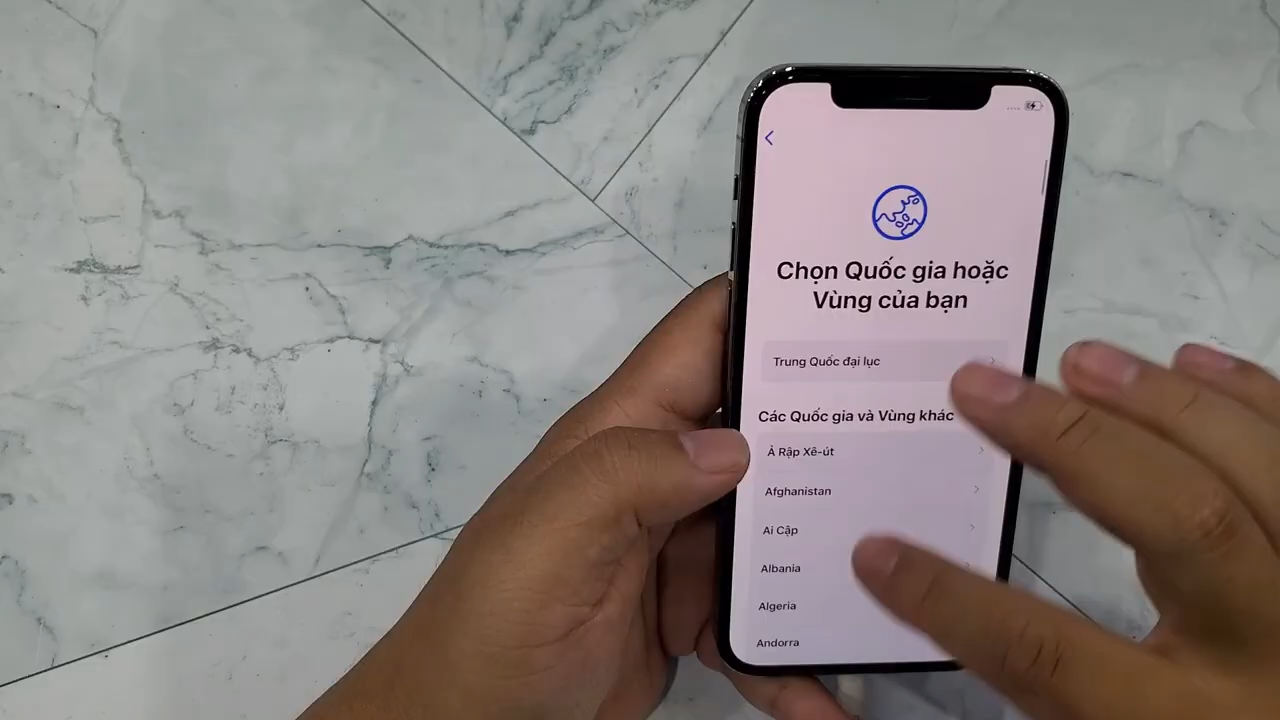 Chọn Quốc gia hoặc
Vùng của bạn
Trung Quốc đại lục
Các Quốc gia và Vùng khác
Ả Rập Xê-út
Afghanistan
Ai Cập
Albania
Algeria
Andorra